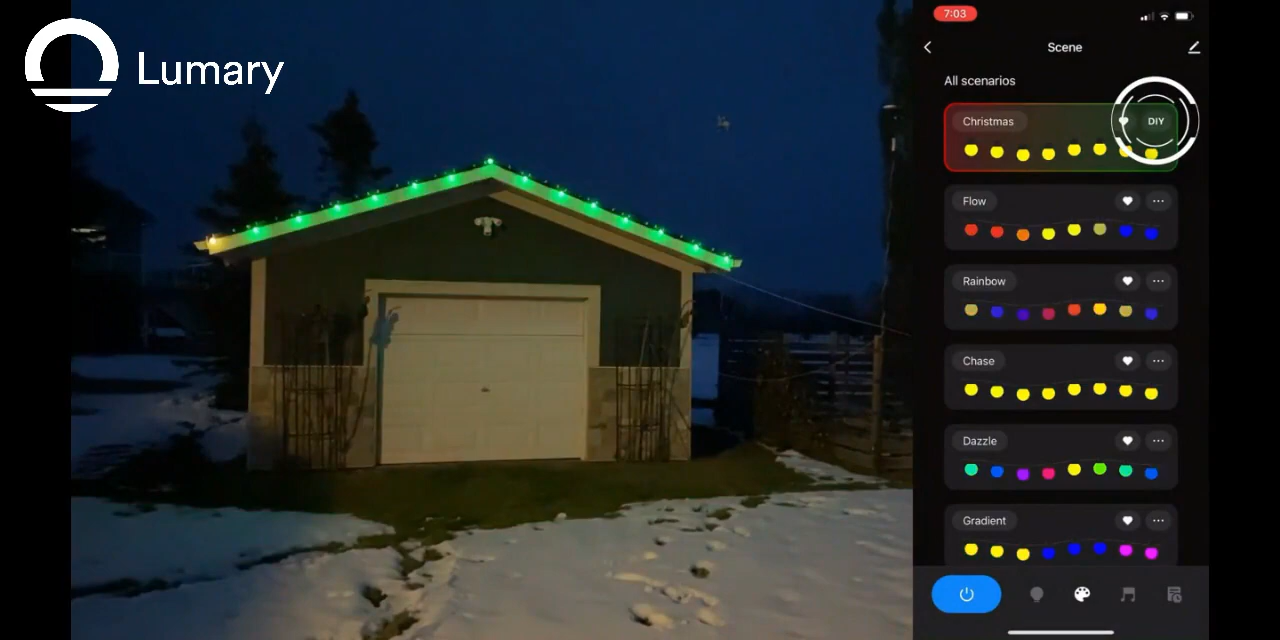 Lumary
7:03
Scene
All scenarios
Christmas
DIY
Flow
Rainbow
Chase
Dazzle
Gradient